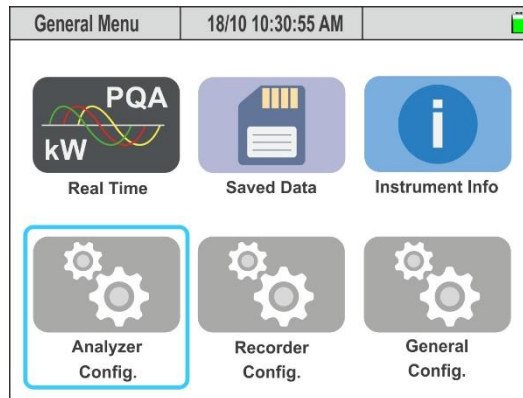 General Menu
18/10 10:30:55 AM
PQA
kW
i
Real Time
Saved Data
Instrument Info
Analyzer
Config.
Recorder
Config.
General
Config.